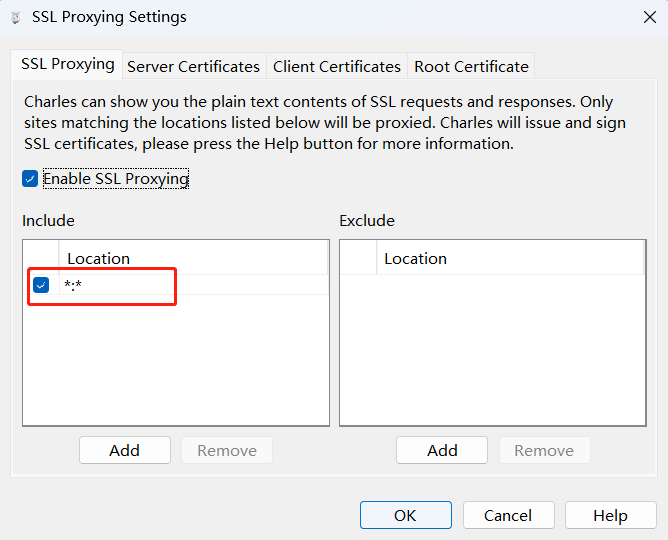 SSL Proxying Settings
SSL Proxying Server Certificates Client Certificates Root Certificate
Charles can show you the plain text contents of SSL requests and responses. Only
sites matching the locations listed below will be proxied. Charles will issue and sign
SSL certificates, please press the Help button for more information.
Enable SSL Proxying
Include Exclude
Location Location
*:*
Add Remove Add Remove
OK Cancel Help